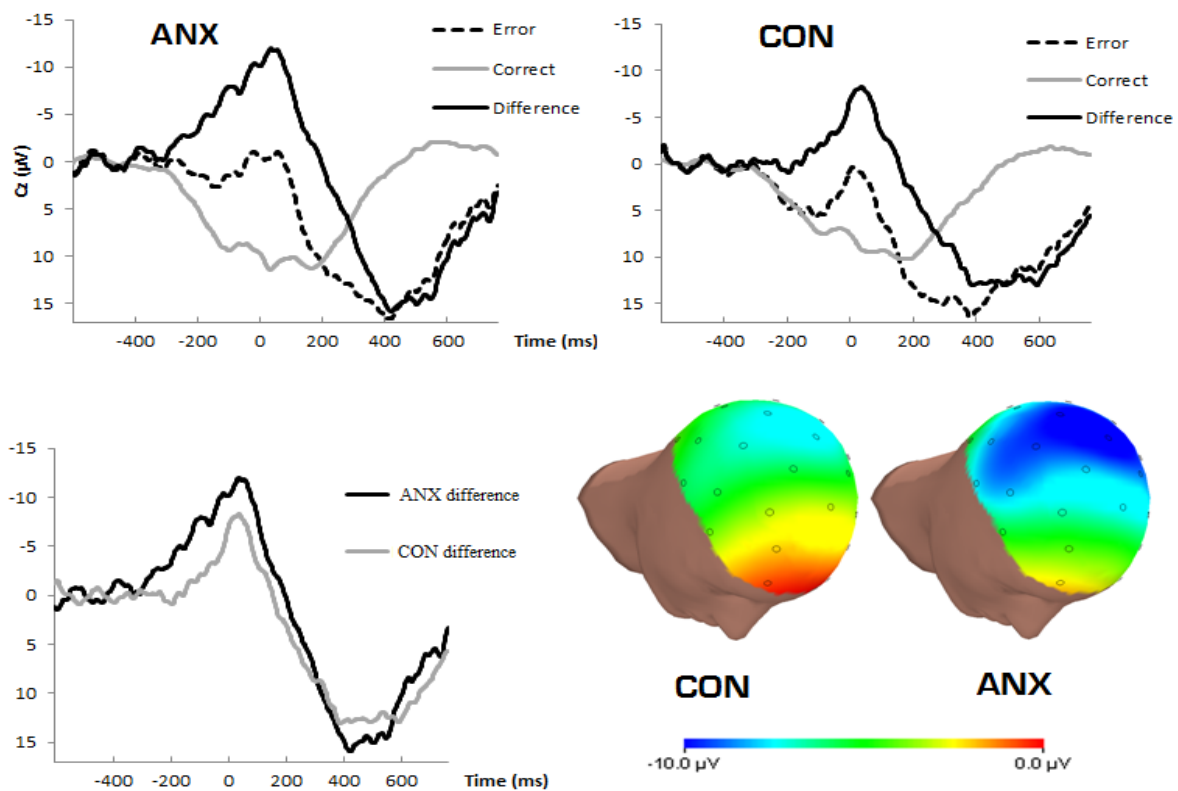 ANX
Error
Correct
Difference
Cz (µV)
-15
-10
-5
0
5
10
15
-400 -200 0 200 400 600 Time (ms)
CON
Error
Correct
Difference
-15
-10
-5
0
5
10
15
-400 -200 0 200 400 600
-15
-10
-5
0
5
10
15
ANX difference
CON difference
-400 -200 0 200 400 600 Time (ms)
CON ANX
-10.0 µV 0.0 µV